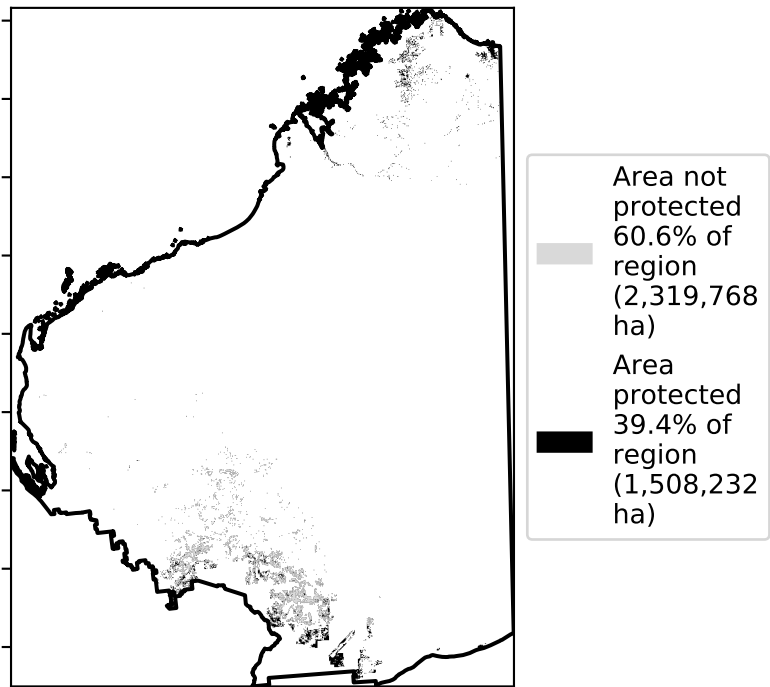 Area not
protected
60.6% of
region
(2,319,768
ha)
Area
protected
39.4% of
region
(1,508,232
ha)